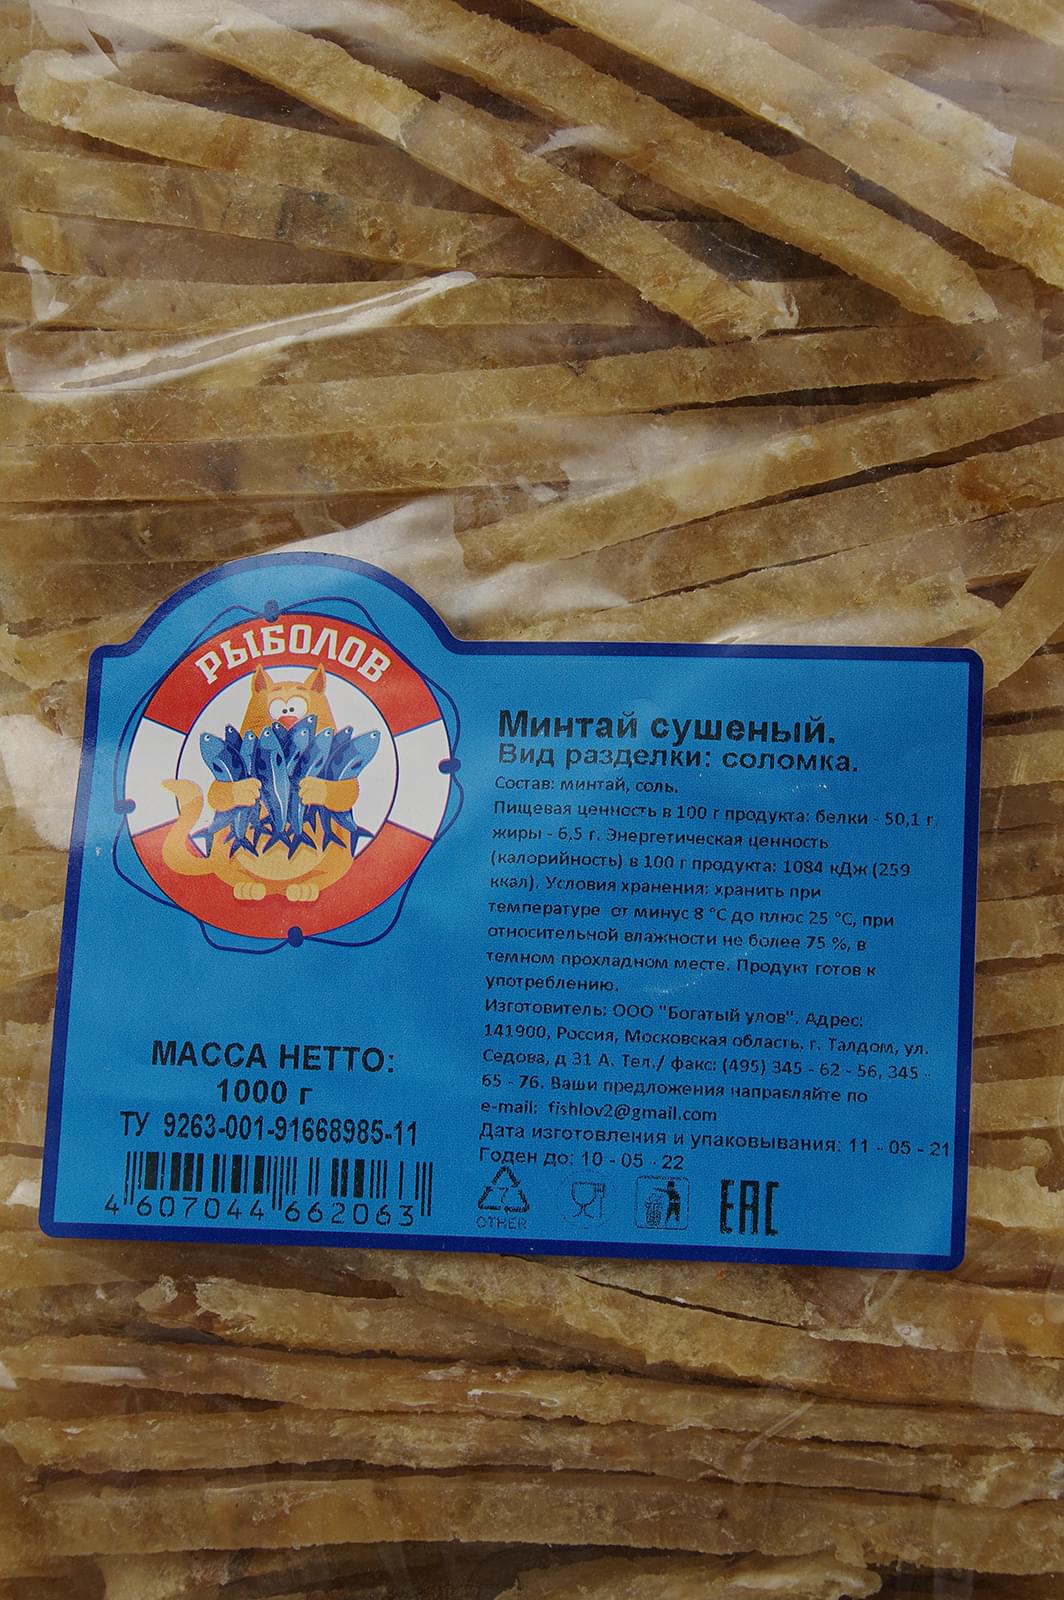 РЫБОЛОВ
Минтай сушеный.
Вид разделки: соломка.
Состав: минтай, соль.
Пищевая ценность в 100 г продукта: белки - 50,1 г,
жиры - 6,5 г. Энергетическая ценность
(калорийность) в 100 г продукта: 1084 кДж (259
ккал). Условия хранения: хранить при
температуре от минус 8 °С до плюс 25 °С, при
относительной влажности не более 75 %, в
темном прохладном месте. Продукт готов к
употреблению.
Изготовитель: ООО "Богатый улов". Адрес:
141900, Россия, Московская область, г. Талдом, ул.
Седова, д 31 А. Тел./ факс: (495) 345 - 62 - 56, 345 -
65 - 76. Ваши предложения направляйте по
e-mail: fishlov2@gmail.com
Дата изготовления и упаковывания: 11 - 05 - 21
Годен до: 10 - 05 - 22
МАССА НЕТТО:
1000 г
ТУ 9263-001-91668985-11
4 607044 662063
7
OTHER
EAC